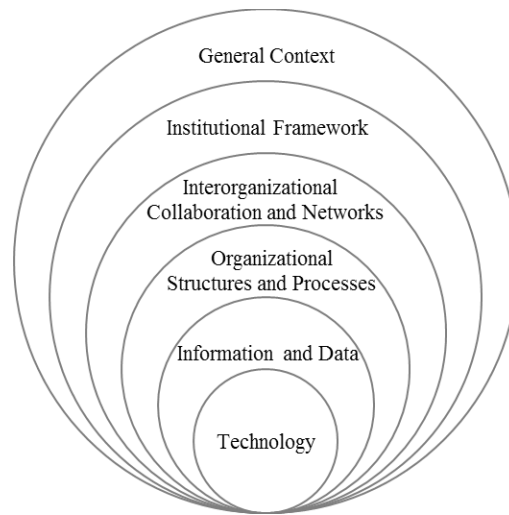 General Context
Institutional Framework
Interorganizational
Collaboration and Networks
Organizational
Structures and Processes
Information and Data
Technology